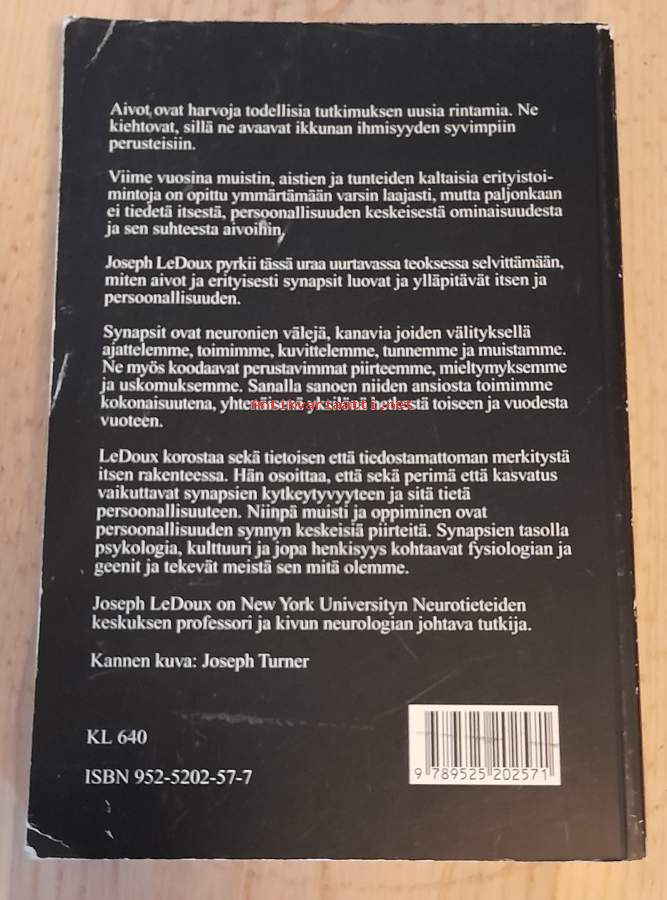 Aivot ovat harvoja todellisia tutkimuksen uusia rintamia. Ne
kiehtovat, sillä ne avaavat ikkunan ihmisyyden syvimpiin
perusteisiin.
Viime vuosina muistin, aistien ja tunteiden kaltaisia erityistoi-
mintoja on opittu ymmärtämään varsin laajasti, mutta paljonkaan
ei tiedetä itsestä, persoonallisuuden keskeisestä ominaisuudesta
ja sen suhteesta aivoihin.
Joseph LeDoux pyrkii tässä uraa uurtavassa teoksessa selvittämään,
miten aivot ja erityisesti synapsit luovat ja ylläpitävät itsen ja
persoonallisuuden.
Synapsit ovat neuronien välejä, kanavia joiden välityksellä
ajattelemme, toimimme, kuvittelemme, tunnemme ja muistamme.
Ne myös koodaavat perustavimmat piirteemme, mieltymyksemme
ja uskomuksemme. Sanalla sanoen niiden ansiosta toimimme
kokonaisuutena, hetkestä toiseen ja vuodesta
Antikvariaatti.net
vuoteen.
LeDoux korostaa sekä tietoisen että tiedostamattoman merkitystä
itsen rakenteessa. Hän osoittaa, että sekä perimä että kasvatus
vaikuttavat synapsien kytkeytyvyyteen ja sitä tietä
persoonallisuuteen. Niinpä muisti ja oppiminen ovat
persoonallisuuden synnyn keskeisiä piirteitä. Synapsien tasolla
psykologia, kulttuuri ja jopa henkisyys kohtaavat fysiologian ja
geenit ja tekevät meistä sen mitä olemme.
Joseph LeDoux on New York Universityn Neurotieteiden
keskuksen professori ja kivun neurologian johtava tutkija.
Kannen kuva: Joseph Turner
KL 640
ISBN 952-5202-57-7
9 789525 202571